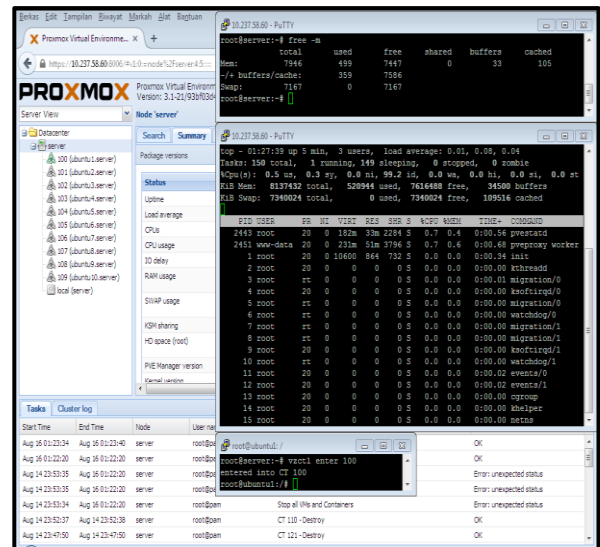 Berkas Edit Tampilan Riwayat Markah Alat Bantuan
Proxmox Virtual Environme... × +
https://10.237.58.60:8006/
PROXMOX Proxmox Virtual Environm
Version: 3.1-21/93bf03d4
Server View Node 'server'
Datacenter
server
100 (ubuntu1.server)
101 (ubuntu2.server)
102 (ubuntu3.server)
103 (ubuntu4.server)
104 (ubuntu5.server)
105 (ubuntu6.server)
106 (ubuntu7.server)
107 (ubuntu8.server)
108 (ubuntu9.server)
109 (ubuntu10.server)
local (server)
Search Summary
Package versions
Status
Uptime
Load average
CPUs
CPU usage
IO delay
RAM usage
SWAP usage
KSM sharing
HD space (root)
PVE Manager version
Kernel version
10.237.58.60 - PuTTY
root@server:~# free -m
total used free shared buffers cached
Mem: 7946 499 7447 0 33 105
-/+ buffers/cache: 359 7586
Swap: 7167 0 7167
root@server:~#
10.237.58.60 - PuTTY
top - 01:27:39 up 5 min, 3 users, load average: 0.01, 0.08, 0.04
Tasks: 150 total, 1 running, 149 sleeping, 0 stopped, 0 zombie
%Cpu(s): 0.5 us, 0.3 sy, 0.0 ni, 99.2 id, 0.0 wa, 0.0 hi, 0.0 si, 0.0 st
KiB Mem: 8137432 total, 520944 used, 7616488 free, 34500 buffers
KiB Swap: 7340024 total, 0 used, 7340024 free, 109516 cached
PID USER PR NI VIRT RES SHR S %CPU %MEM TIME+ COMMAND
2443 root 20 0 182m 33m 2284 S 0.7 0.4 0:00.56 pvestatd
2451 www-data 20 0 231m 51m 3796 S 0.7 0.6 0:00.68 pveproxy worker
1 root 20 0 10600 864 732 S 0.0 0.0 0:00.34 init
2 root 20 0 0 0 0 S 0.0 0.0 0:00.00 kthreadd
3 root rt 0 0 0 0 S 0.0 0.0 0:00.01 migration/0
4 root 20 0 0 0 0 S 0.0 0.0 0:00.00 ksoftirqd/0
5 root rt 0 0 0 0 S 0.0 0.0 0:00.00 migration/0
6 root rt 0 0 0 0 S 0.0 0.0 0:00.00 watchdog/0
7 root rt 0 0 0 0 S 0.0 0.0 0:00.00 migration/1
8 root rt 0 0 0 0 S 0.0 0.0 0:00.00 migration/1
9 root 20 0 0 0 0 S 0.0 0.0 0:00.00 ksoftirqd/1
10 root rt 0 0 0 0 S 0.0 0.0 0:00.00 watchdog/1
11 root 20 0 0 0 0 S 0.0 0.0 0:00.02 events/0
12 root 20 0 0 0 0 S 0.0 0.0 0:00.02 events/1
13 root 20 0 0 0 0 S 0.0 0.0 0:00.00 cgroup
14 root 20 0 0 0 0 S 0.0 0.0 0:00.00 khelper
15 root 20 0 0 0 0 S 0.0 0.0 0:00.00 netns
root@ubuntu1: /
root@server:~# vzctl enter 100
entered into CT 100
root@ubuntu1:/#
Tasks Cluster log
Start Time End Time Node User na
Aug 16 01:23:34 Aug 16 01:23:40 server root@pam OK
Aug 16 01:22:20 Aug 16 01:22:20 server root@pam OK
Aug 14 23:53:35 Aug 16 01:22:20 server root@pam Error: unexpected status
Aug 14 23:53:35 Aug 16 01:22:20 server root@pam Error: unexpected status
Aug 14 23:53:34 Aug 16 01:22:20 server root@pam Stop all VMs and Containers Error: unexpected status
Aug 14 23:52:37 Aug 14 23:52:38 server root@pam CT 110 - Destroy OK
Aug 14 23:47:50 Aug 14 23:47:50 server root@pam CT 121 - Destroy OK